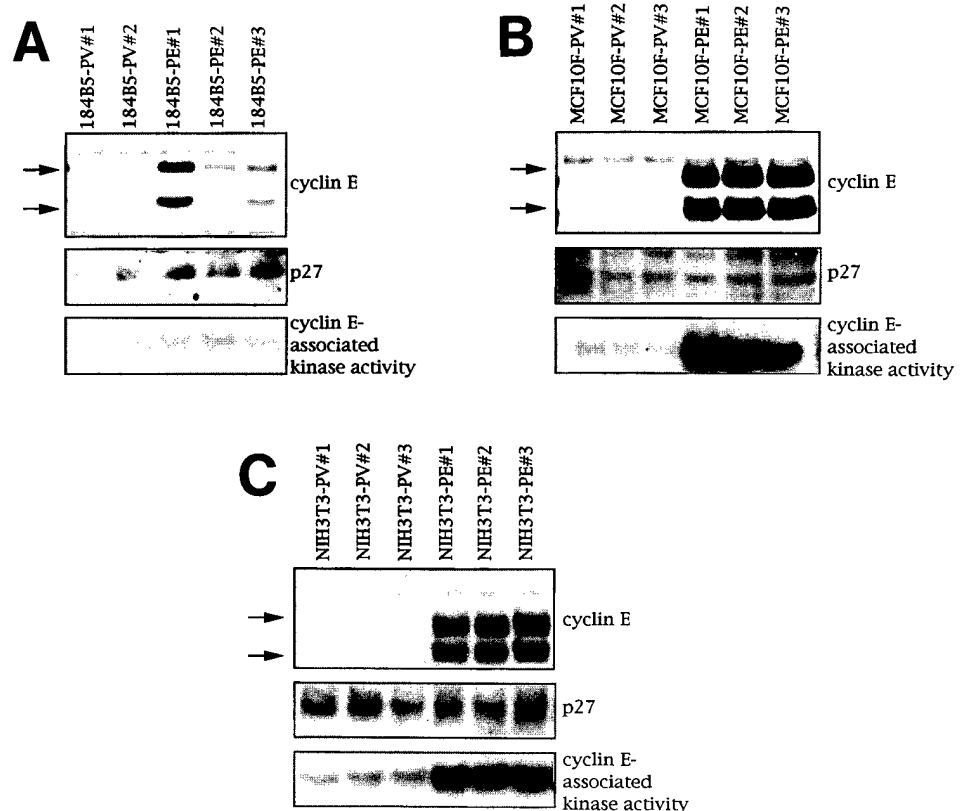 A
184B5-PV#1
184B5-PV#2
184B5-PE#1
184B5-PE#2
184B5-PE#3
cyclin E
p27
cyclin E-
associated
kinase activity
B
MCF10F-PV#1
MCF10F-PV#2
MCF10F-PV#3
MCF10F-PE#1
MCF10F-PE#2
MCF10F-PE#3
cyclin E
p27
cyclin E-
associated
kinase activity
C
NIH3T3-PV#1
NIH3T3-PV#2
NIH3T3-PV#3
NIH3T3-PE#1
NIH3T3-PE#2
NIH3T3-PE#3
cyclin E
p27
cyclin E-
associated
kinase activity